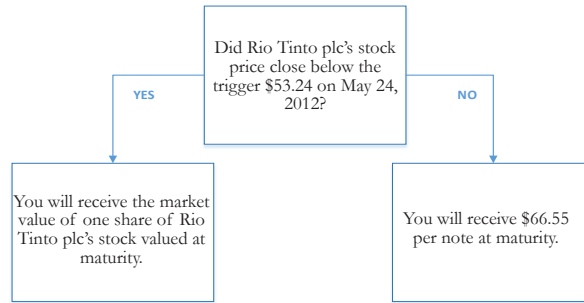 Did Rio Tinto plc's stock
price close below the
trigger $53.24 on May 24,
2012?
YES
NO
You will receive the market
value of one share of Rio
Tinto plc's stock valued at
maturity.
You will receive $66.55
per note at maturity.